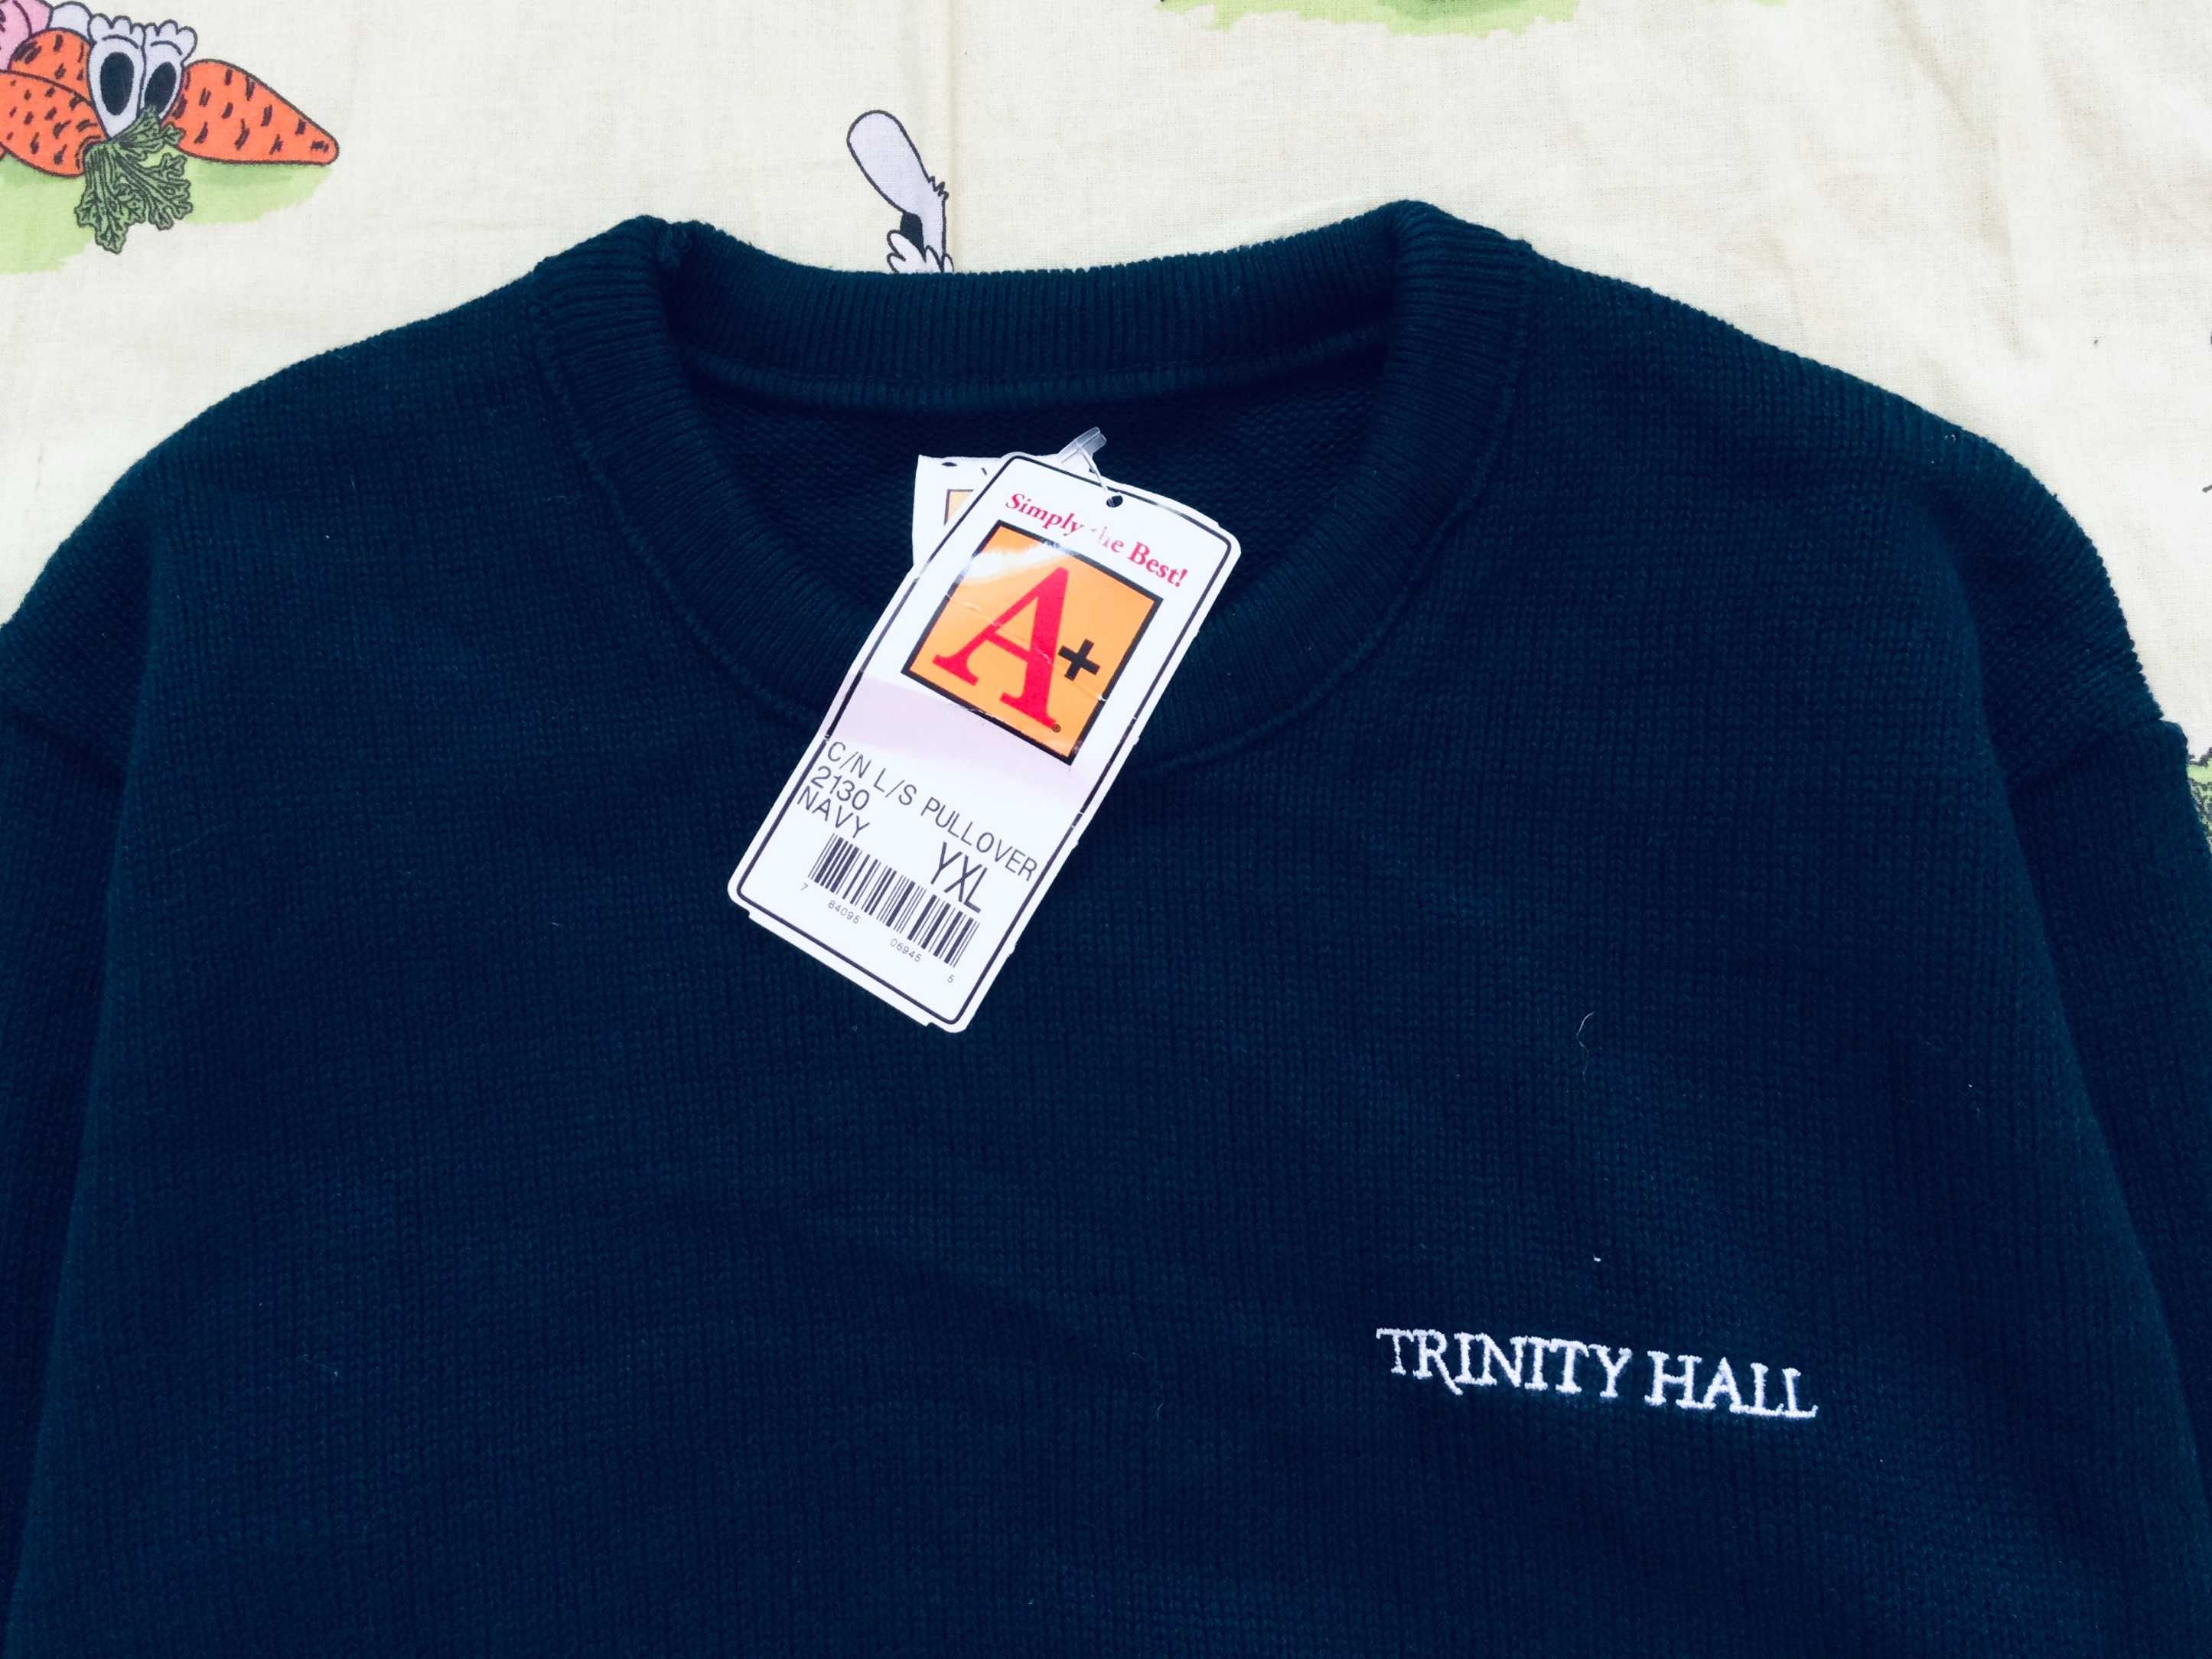 Simply the Best!
A+
C/N L/S PULLOVER
2130
NAVY
YXL
7 84095 06945 5
TRINITY HALL